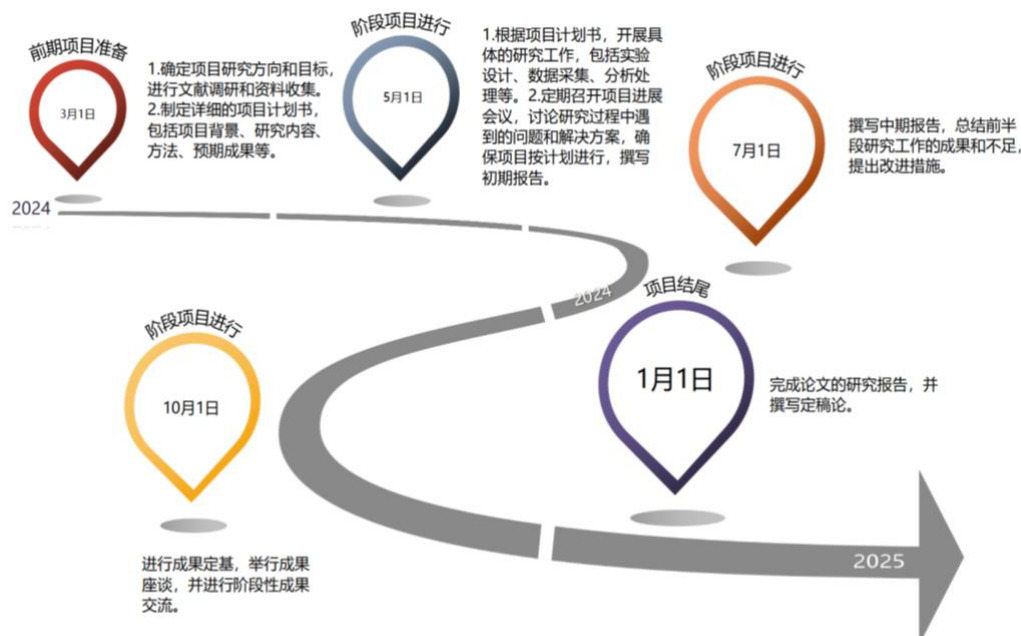 前期项目准备
3月1日
1.确定项目研究方向和目标，
进行文献调研和资料收集。
2.制定详细的项目计划书，
包括项目背景、研究内容、
方法、预期成果等。
阶段项目进行
5月1日
1.根据项目计划书，开展具
体的研究工作，包括实验
设计、数据采集、分析处
理等。2.定期召开项目进展
会议，讨论研究过程中遇
到的问题和解决方案，确
保项目按计划进行，撰写
初期报告。
阶段项目进行
7月1日
撰写中期报告，总结前半
段研究工作的成果和不足，
提出改进措施。
2024
2024
阶段项目进行
10月1日
进行成果定基，举行成果
座谈，并进行阶段性成果
交流。
项目结尾
1月1日
完成论文的研究报告，并
撰写定稿论。
2025